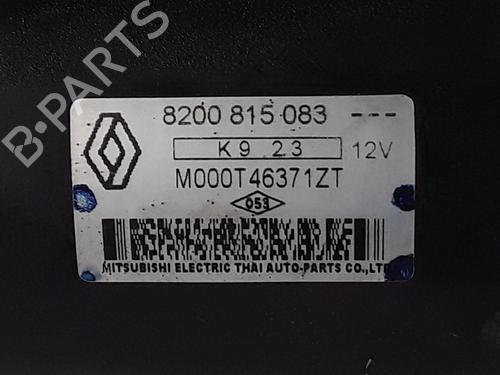 B-PARTS
8200 815 083 ---
K9 23 12V
M000T46371ZT
053
MITSUBISHI ELECTRIC THAI AUTO-PARTS CO.,LTD